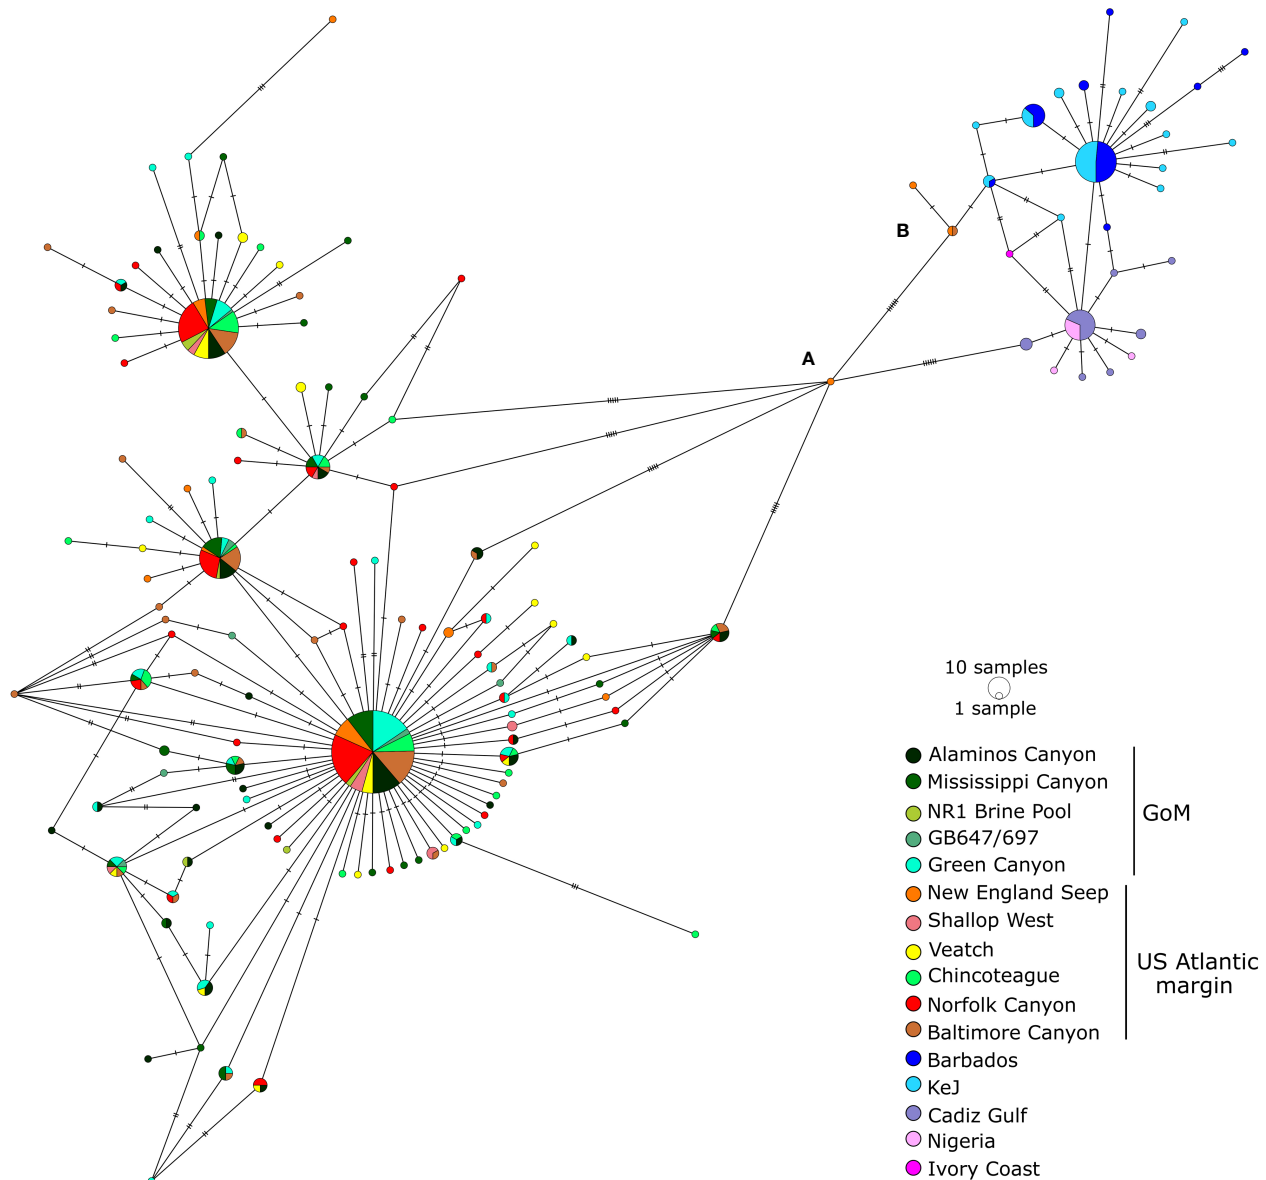 B
A
10 samples
1 sample
Alaminos Canyon
Mississippi Canyon
NR1 Brine Pool
GB647/697
Green Canyon
GoM
New England Seep
Shallop West
Veatch
Chincoteague
Norfolk Canyon
Baltimore Canyon
US Atlantic
margin
Barbados
KeJ
Cadiz Gulf
Nigeria
Ivory Coast